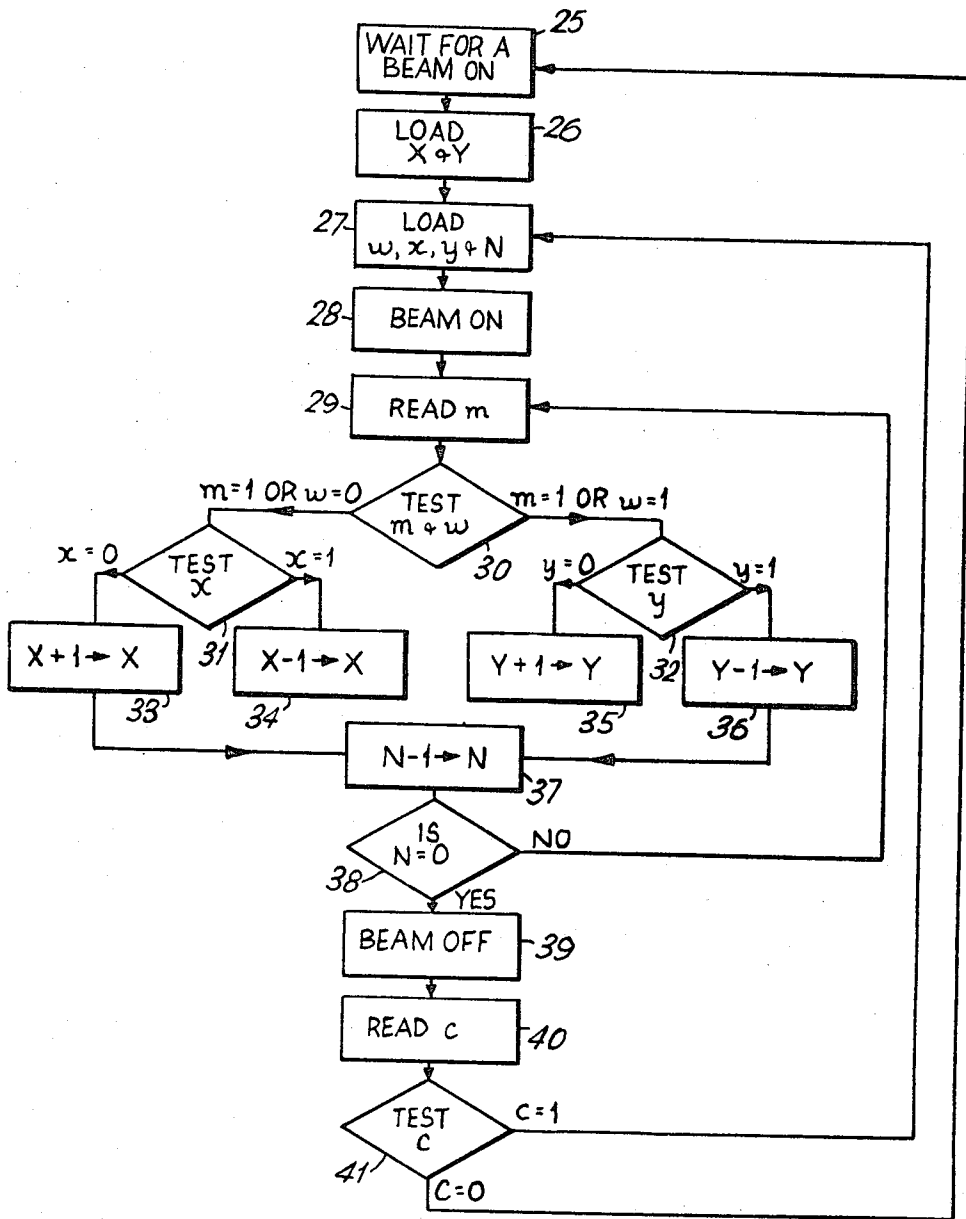 25
WAIT FOR A
BEAM ON
26
LOAD
X & Y
27
LOAD
w, x, y & N
28
BEAM ON
29
READ m
m=1 OR w=0
TEST
m & w
m=1 OR w=1
30
x=0
TEST
x
x=1
31
y=0
TEST
y
y=1
32
X+1→X
33
X-1→X
34
Y+1→Y
35
Y-1→Y
36
N-1→N
37
IS
N=0
NO
38
YES
BEAM OFF
39
READ c
40
TEST
C
C=1
41
C=0